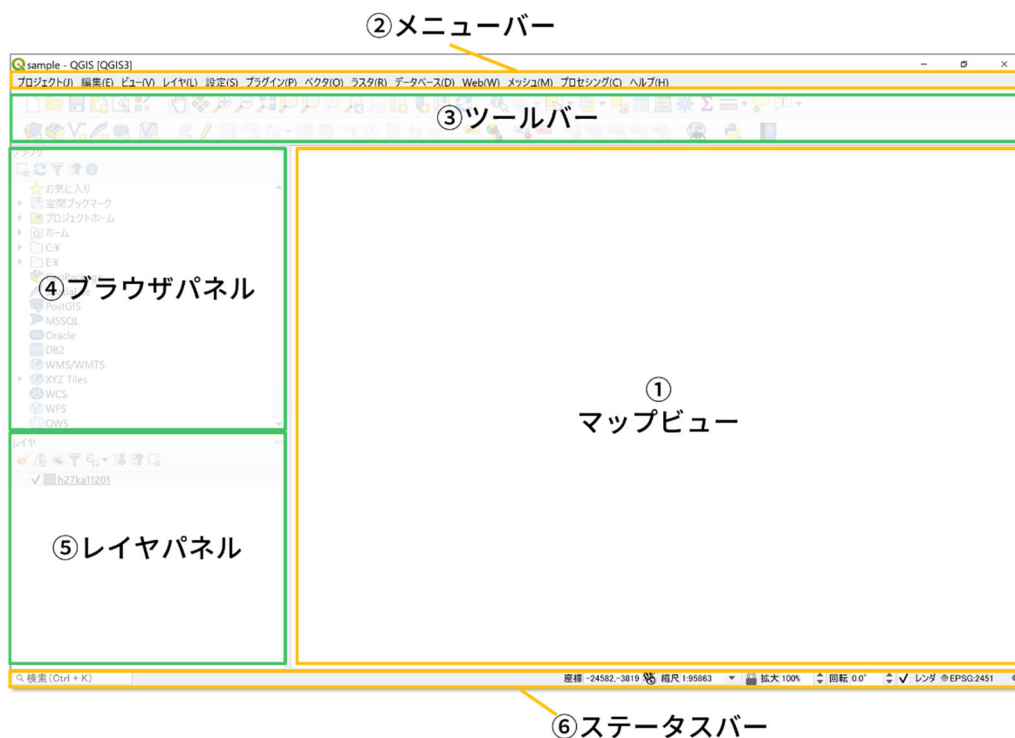 ②メニューバー
sample - QGIS [QGIS3]
プロジェクト(J) 編集(E) ビュー(V) レイヤ(L) 設定(S) プラグイン(P) ベクタ(O) ラスタ(R) データベース(D) Web(W) メッシュ(M) プロセシング(C) ヘルプ(H)
③ツールバー
ブラウザ
お気に入り
空間ブックマーク
プロジェクトホーム
ホーム
C:¥
E:¥
GeoPackage
④ブラウザパネル
PostGIS
MSSQL
Oracle
DB2
WMS/WMTS
XYZ Tiles
WCS
WFS
OWS
①
マップビュー
レイヤ
h27ka11201
⑤レイヤパネル
検索(Ctrl + K)
座標 -24582,-3819 縮尺 1:95863 拡大 100% 回転 0.0° レンダ EPSG:2451
⑥ステータスバー